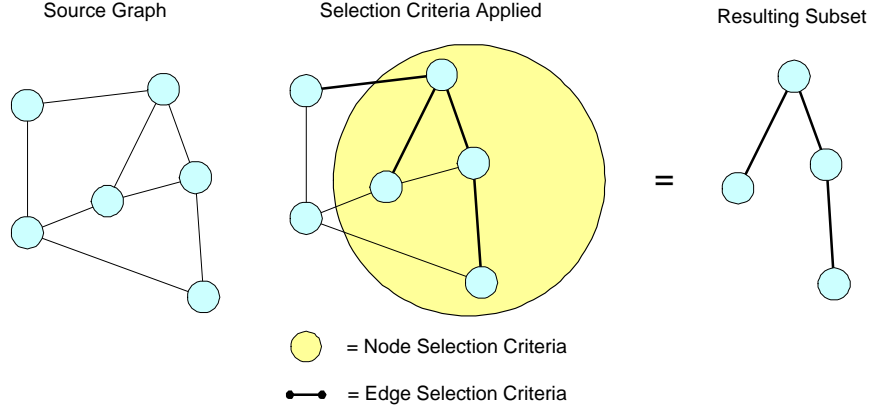 Source Graph
Selection Criteria Applied
Resulting Subset
=
= Node Selection Criteria
= Edge Selection Criteria